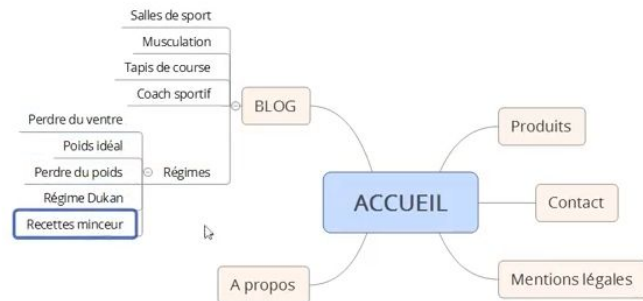 Salles de sport
Musculation
Tapis de course
Coach sportif
BLOG
Perdre du ventre
Poids idéal
Perdre du poids
Régime Dukan
Recettes minceur
Régimes
ACCUEIL
Produits
Contact
Mentions légales
A propos